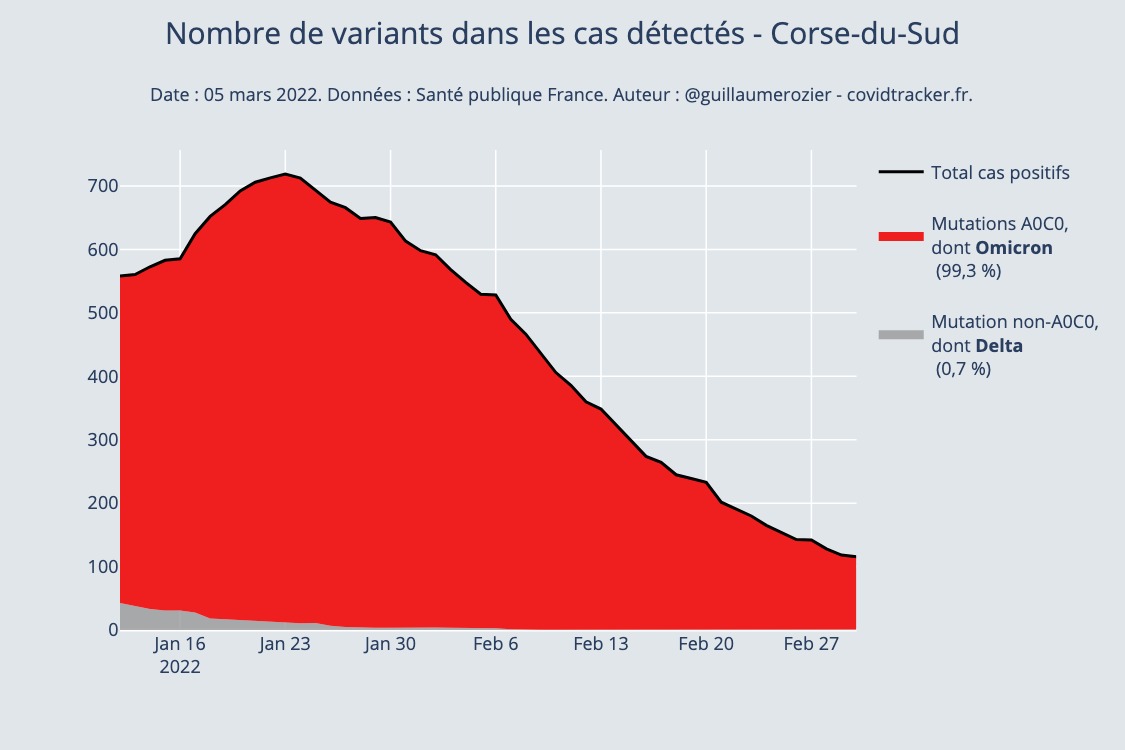 Nombre de variants dans les cas détectés - Corse-du-Sud
Date : 05 mars 2022. Données : Santé publique France. Auteur : @guillaumerozier - covidtracker.fr.
Total cas positifs
Mutations A0C0,
dont Omicron
(99,3 %)
Mutation non-A0C0,
dont Delta
(0,7 %)
700
600
500
400
300
200
100
0
Jan 16
2022
Jan 23
Jan 30
Feb 6
Feb 13
Feb 20
Feb 27